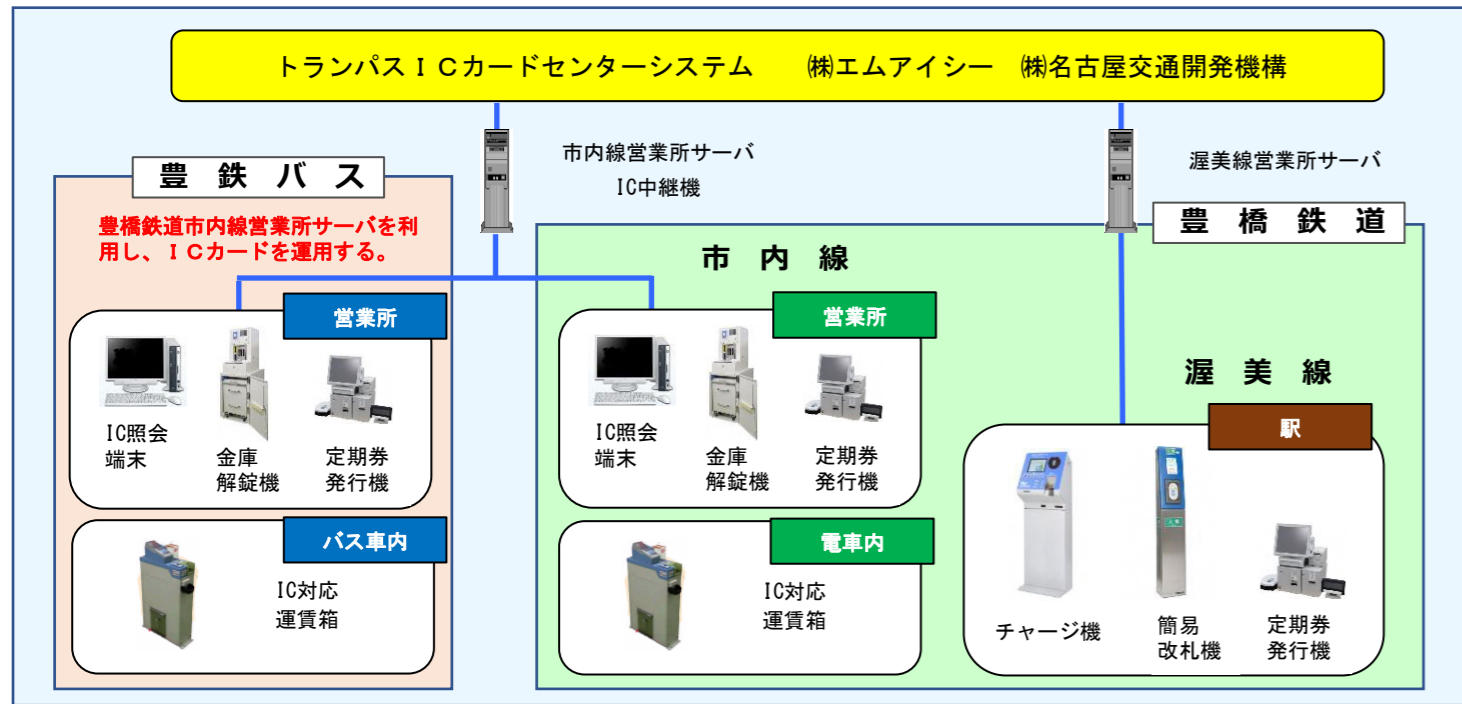 トランパスＩＣカードセンターシステム　　㈱エムアイシー　㈱名古屋交通開発機構
市内線営業所サーバ
IC中継機
渥美線営業所サーバ
豊　鉄　バ　ス
豊橋鉄道市内線営業所サーバを利
用し、ＩＣカードを運用する。
豊　橋　鉄　道
市　内　線
営業所
IC照会
端末
金庫
解錠機
定期券
発行機
バス車内
IC対応
運賃箱
営業所
IC照会
端末
金庫
解錠機
定期券
発行機
電車内
IC対応
運賃箱
渥　美　線
駅
チャージ機
簡易
改札機
定期券
発行機